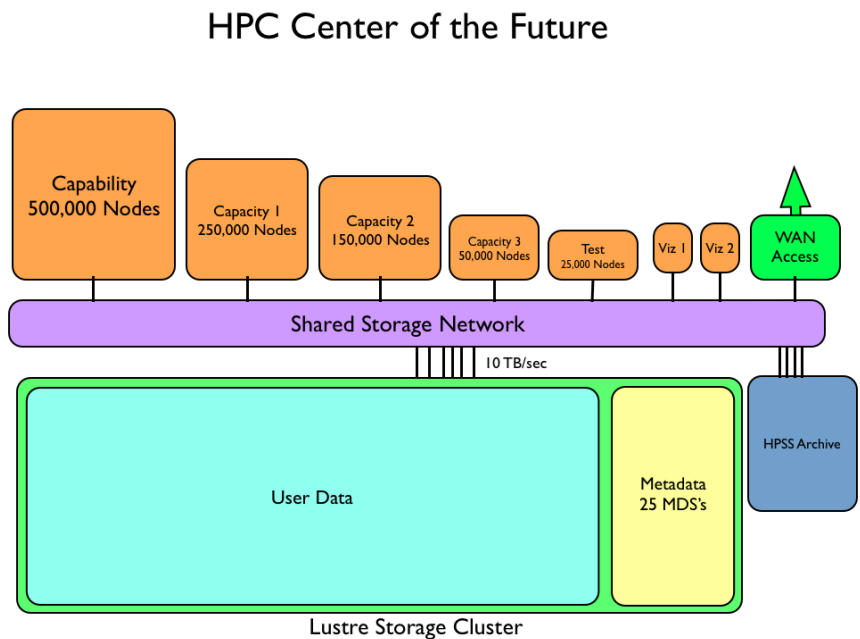 HPC Center of the Future
Capability
500,000 Nodes
Capacity 1
250,000 Nodes
Capacity 2
150,000 Nodes
Capacity 3
50,000 Nodes
Test
25,000 Nodes
Viz 1
Viz 2
WAN
Access
Shared Storage Network
10 TB/sec
User Data
Metadata
25 MDS's
HPSS Archive
Lustre Storage Cluster